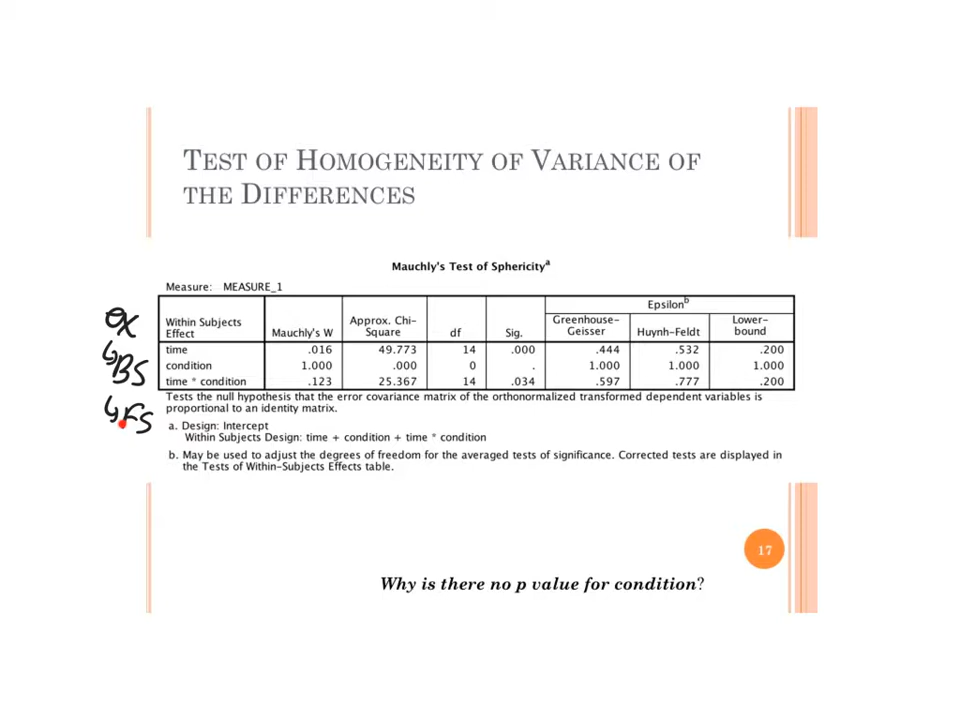 TEST OF HOMOGENEITY OF VARIANCE OF
THE DIFFERENCES
Mauchly's Test of Sphericityᵃ
Measure: MEASURE_1
Within Subjects Effect Mauchly's W Approx. Chi-Square df Sig. Epsilonᵇ
Greenhouse-Geisser Huynh-Feldt Lower-bound
time .016 49.773 14 .000 .444 .532 .200
condition 1.000 .000 0 . 1.000 1.000 1.000
time * condition .123 25.367 14 .034 .597 .777 .200
BS
FS
Tests the null hypothesis that the error covariance matrix of the orthonormalized transformed dependent variables is
proportional to an identity matrix.
a. Design: Intercept
Within Subjects Design: time + condition + time * condition
b. May be used to adjust the degrees of freedom for the averaged tests of significance. Corrected tests are displayed in
the Tests of Within-Subjects Effects table.
17
Why is there no p value for condition?